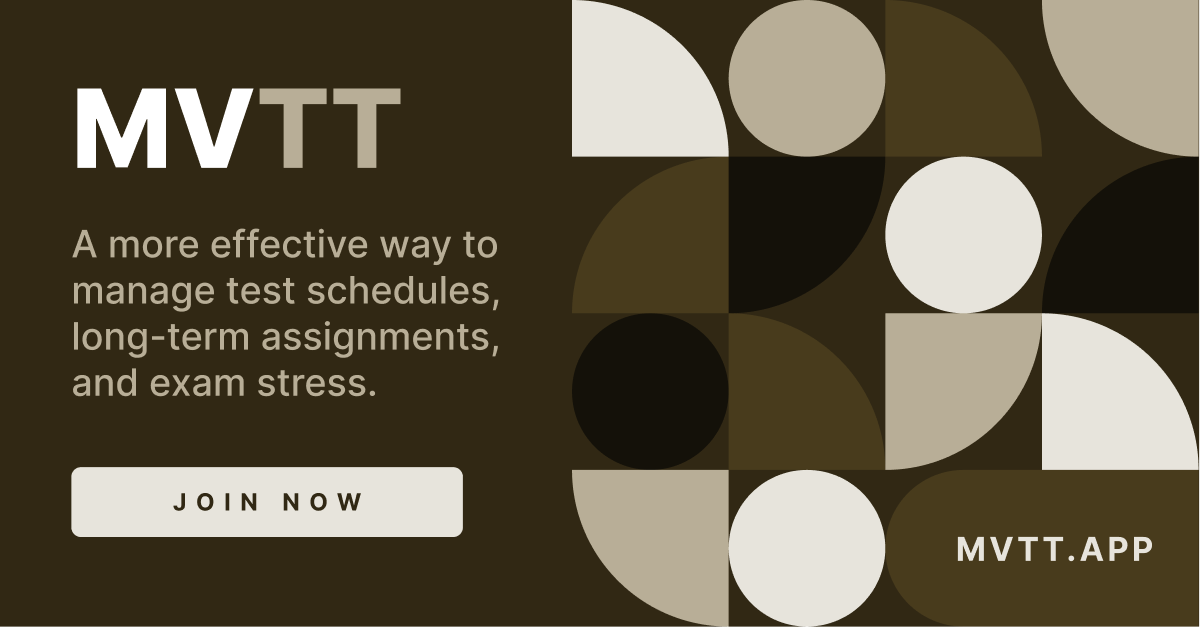 MVTT
A more effective way to
manage test schedules,
long-term assignments,
and exam stress.
JOIN NOW
MVTT.APP